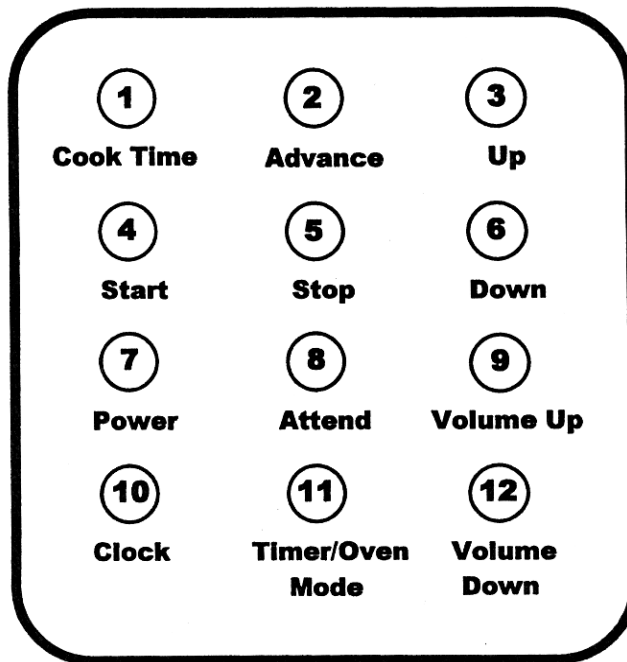 1 2 3
Cook Time Advance Up
4 5 6
Start Stop Down
7 8 9
Power Attend Volume Up
10 11 12
Clock Timer/Oven Volume
Mode Down